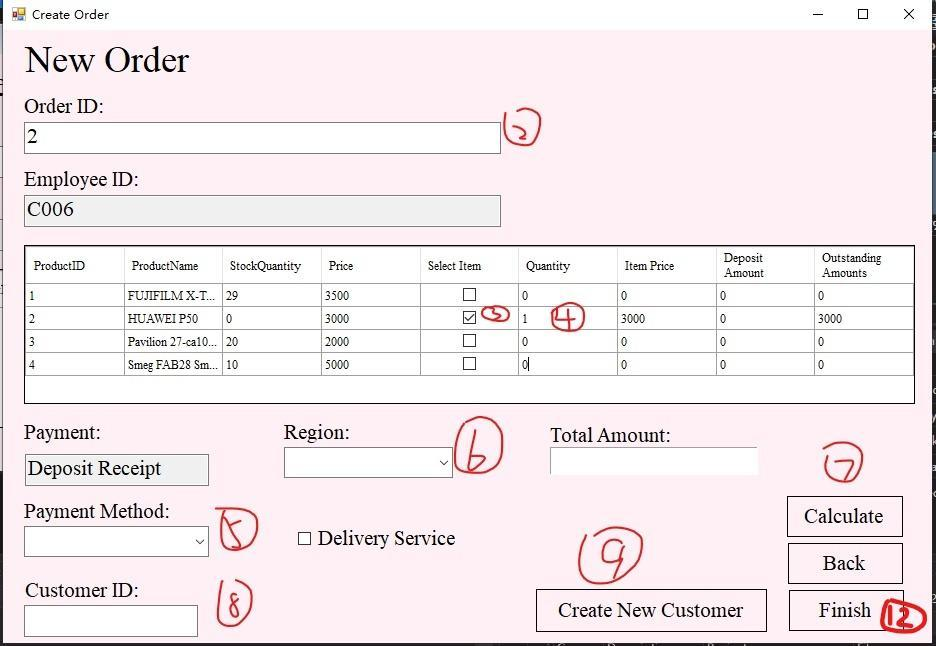 Create Order
New Order
Order ID:
2
2
Employee ID:
C006
ProductID ProductName StockQuantity Price Select Item Quantity Item Price Deposit Amount Outstanding Amounts
1 FUJIFILM X-T... 29 3500 0 0 0 0
2 HUAWEI P50 0 3000 3 1 4 3000 0 3000
3 Pavilion 27-ca10... 20 2000 0 0 0 0
4 Smeg FAB28 Sm... 10 5000 0 0 0 0
Payment: Region: 6 Total Amount:
Deposit Receipt 7
Payment Method: 5 Calculate
Delivery Service 9 Back
Customer ID: 8
Create New Customer Finish 12